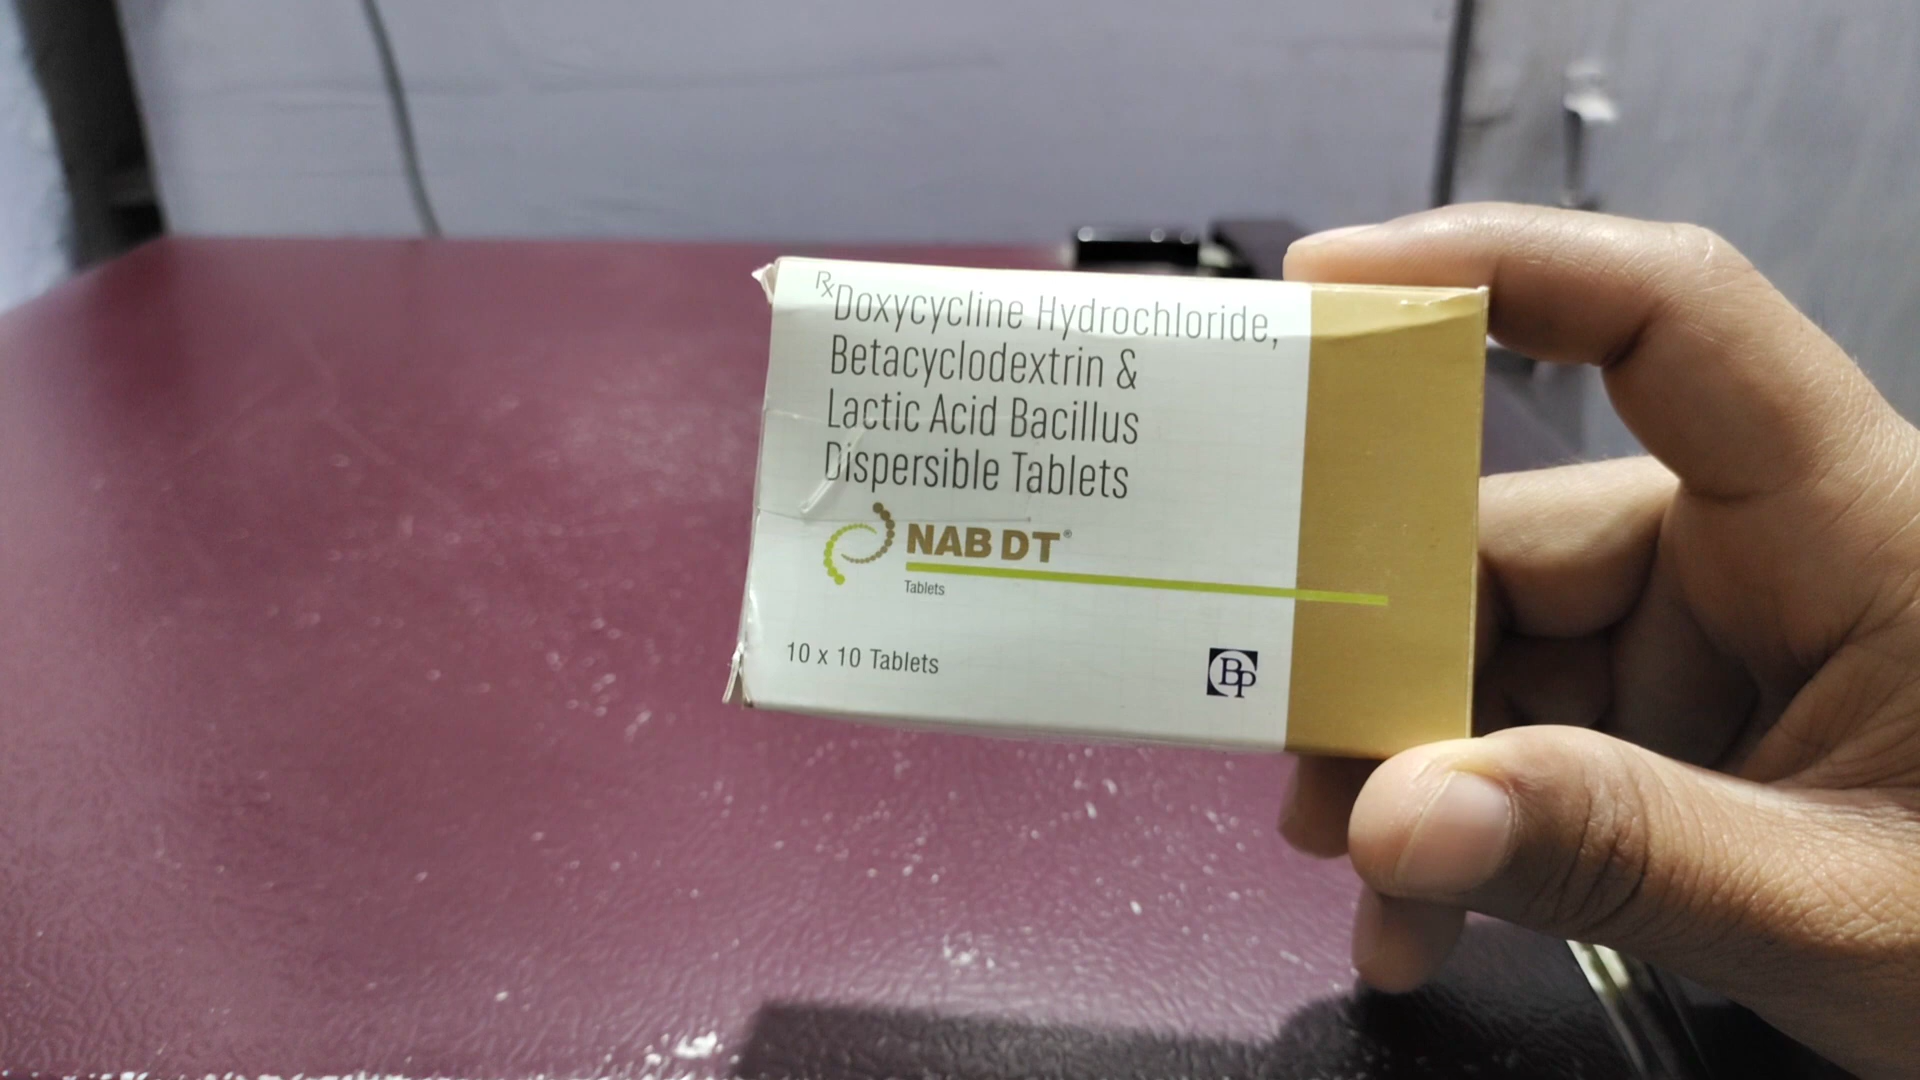 Rx Doxycycline Hydrochloride,
Betacyclodextrin &
Lactic Acid Bacillus
Dispersible Tablets
NAB DT®
Tablets
10 x 10 Tablets
BP